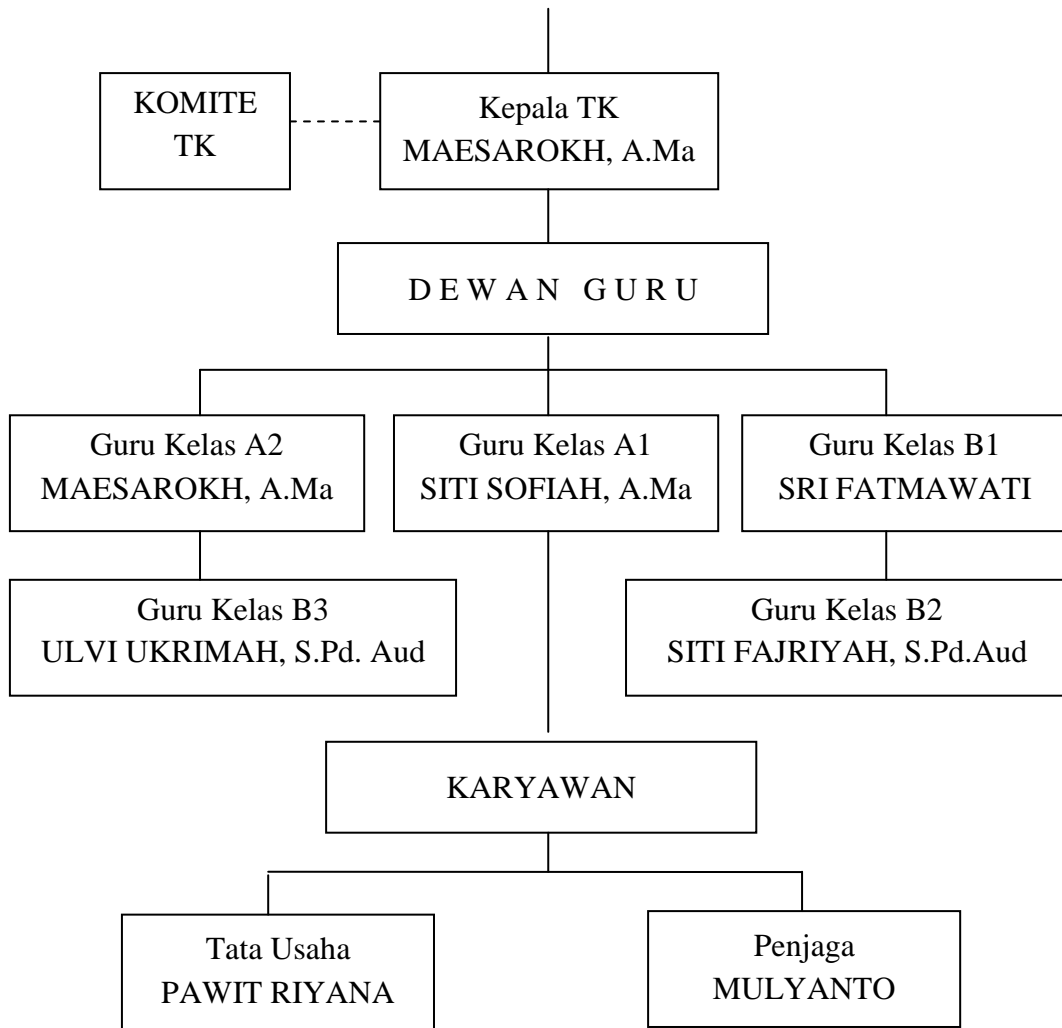 KOMITE
TK
Kepala TK
MAESAROKH, A.Ma
D E W A N   G U R U
Guru Kelas A2
MAESAROKH, A.Ma
Guru Kelas A1
SITI SOFIAH, A.Ma
Guru Kelas B1
SRI FATMAWATI
Guru Kelas B3
ULVI UKRIMAH, S.Pd. Aud
Guru Kelas B2
SITI FAJRIYAH, S.Pd.Aud
KARYAWAN
Tata Usaha
PAWIT RIYANA
Penjaga
MULYANTO